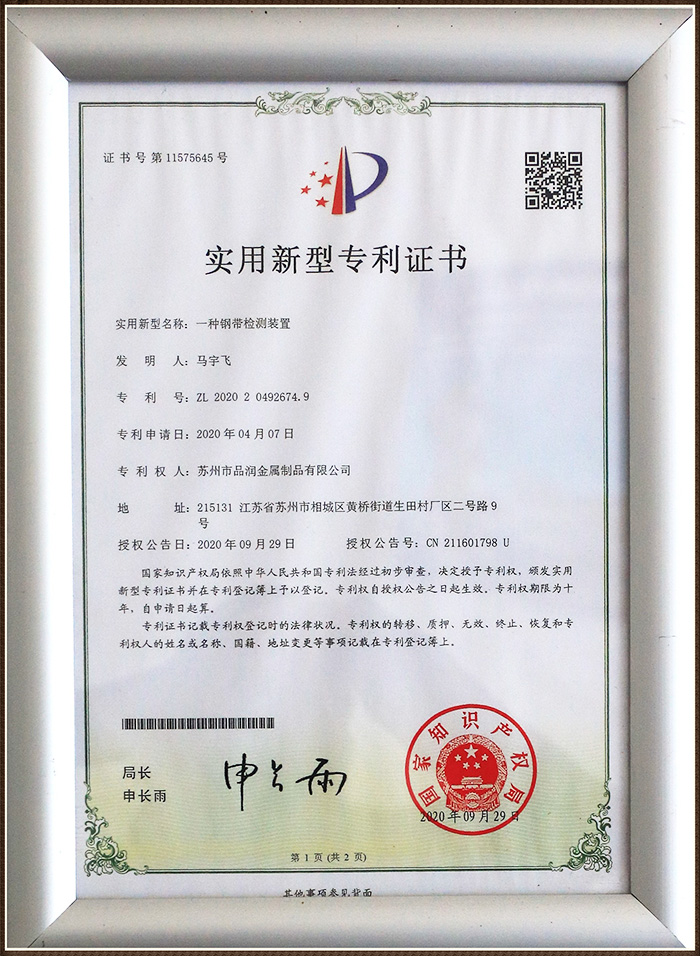 证书号第11575645号
实用新型专利证书
实用新型名称：一种钢带检测装置
发明人：马宇飞
专利号：ZL 2020 2 0492674.9
专利申请日：2020年04月07日
专利权人：苏州市品润金属制品有限公司
地址：215131 江苏省苏州市相城区黄桥街道生田村厂区二号路9
号
授权公告日：2020年09月29日 授权公告号：CN 211601798 U
国家知识产权局依照中华人民共和国专利法经过初步审查，决定授予专利权，颁发实用
新型专利证书并在专利登记簿上予以登记。专利权自授权公告之日起生效。专利权期限为十
年，自申请日起算。
专利证书记载专利权登记时的法律状况。专利权的转移、质押、无效、终止、恢复和专
利权人的姓名或名称、国籍、地址变更等事项记载在专利登记簿上。
局长
申长雨
申长雨
国家知识产权局
2020年09月29日
第1页(共2页)
其他事项参见背面